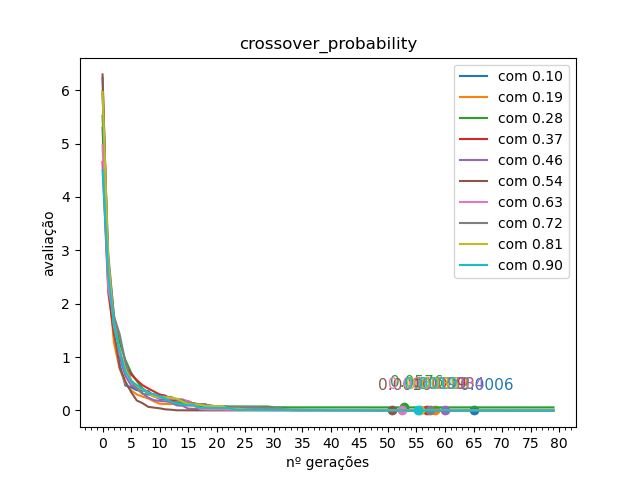 crossover_probability
com 0.10
com 0.19
com 0.28
com 0.37
com 0.46
com 0.54
com 0.63
com 0.72
com 0.81
com 0.90
6
5
4
3
2
1
0
avaliação
0.0576
0 5 10 15 20 25 30 35 40 45 50 55 60 65 70 75 80
nº gerações